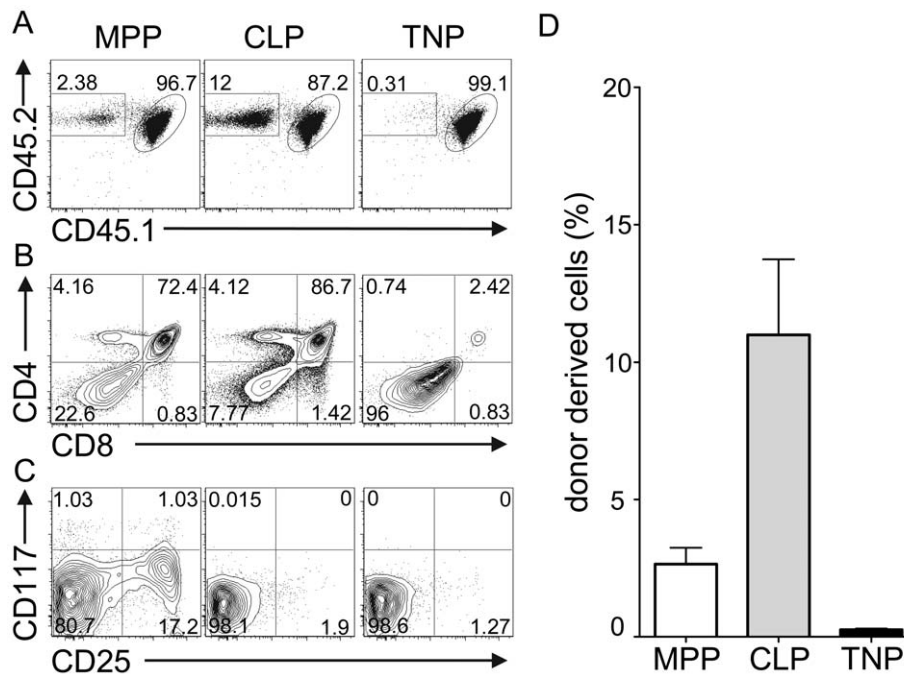 A
MPP CLP TNP
2.38 96.7 12 87.2 0.31 99.1
CD45.2
CD45.1
B
4.16 72.4 4.12 86.7 0.74 2.42
CD4
22.6 0.83 7.77 1.42 96 0.83
CD8
C
1.03 1.03 0.015 0 0 0
CD117
80.7 17.2 98.1 1.9 98.6 1.27
CD25
D
donor derived cells (%)
20
15
10
5
0
MPP CLP TNP